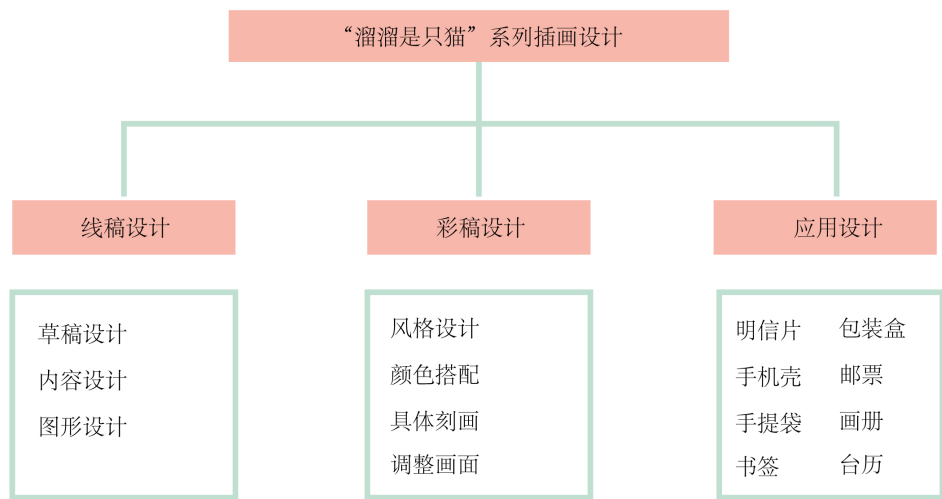 “溜溜是只猫”系列插画设计
线稿设计
彩稿设计
应用设计
草稿设计
内容设计
图形设计
风格设计
颜色搭配
具体刻画
调整画面
明信片 包装盒
手机壳 邮票
手提袋 画册
书签 台历